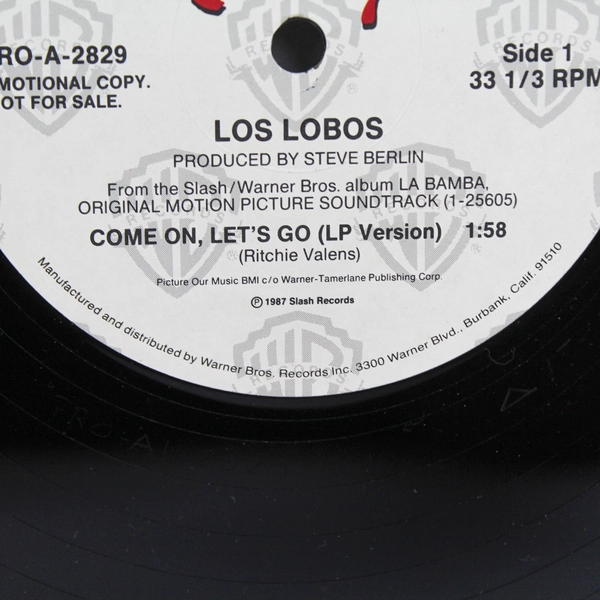 RO-A-2829
MOTIONAL COPY.
OT FOR SALE.
Side 1
33 1/3 RPM
LOS LOBOS
PRODUCED BY STEVE BERLIN
From the Slash/Warner Bros. album LA BAMBA,
ORIGINAL MOTION PICTURE SOUNDTRACK (1-25605)
COME ON, LET'S GO (LP Version) 1:58
(Ritchie Valens)
Picture Our Music BMI c/o Warner-Tamerlane Publishing Corp.
℗ 1987 Slash Records
Manufactured and distributed by Warner Bros. Records Inc. 3300 Warner Blvd., Burbank, Calif. 91510